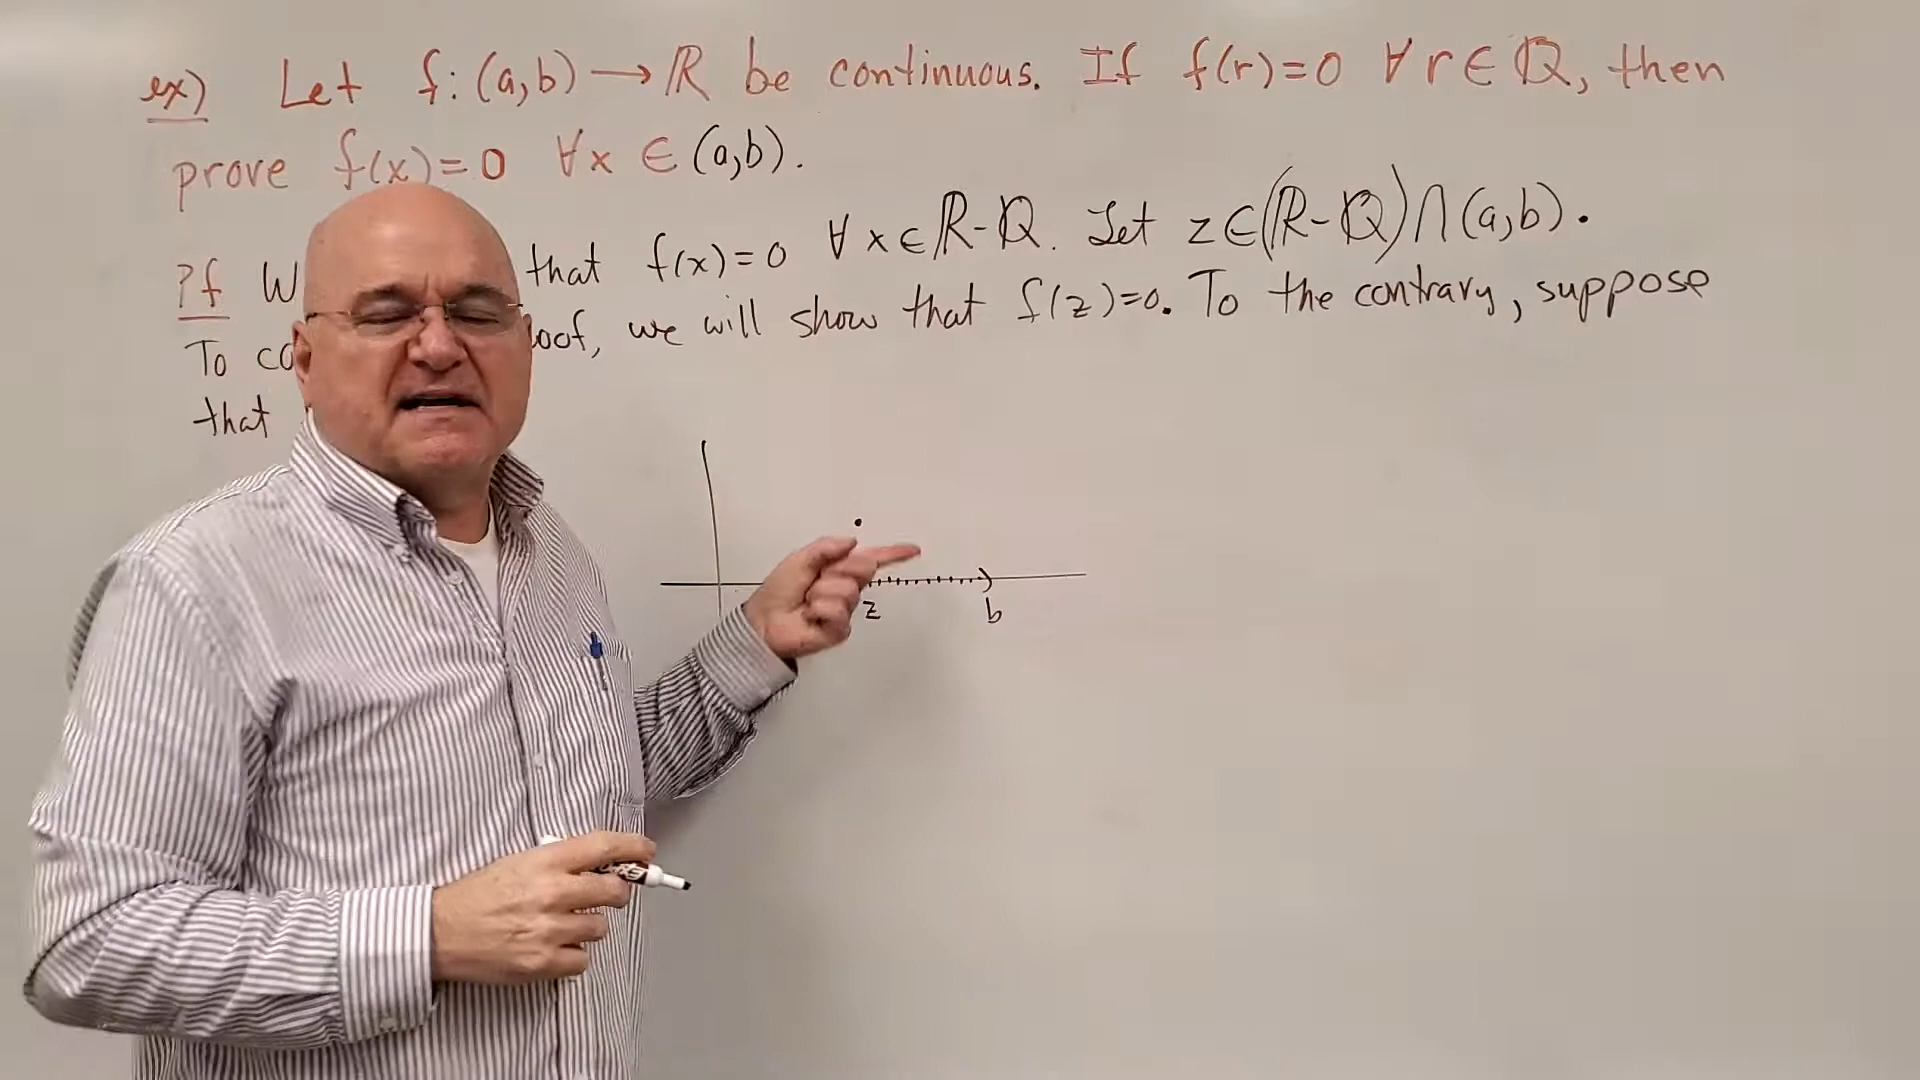 ex) Let f: (a,b) → ℝ be continuous. If f(r)=0 ∀ r ∈ ℚ, then
prove f(x)=0 ∀x ∈ (a,b).
Pf W that f(x)=0 ∀ x ∈ ℝ-ℚ. Let z ∈ (ℝ-ℚ) ∩ (a,b).
To co oof, we will show that f(z)=0. To the contrary, suppose
that
z b